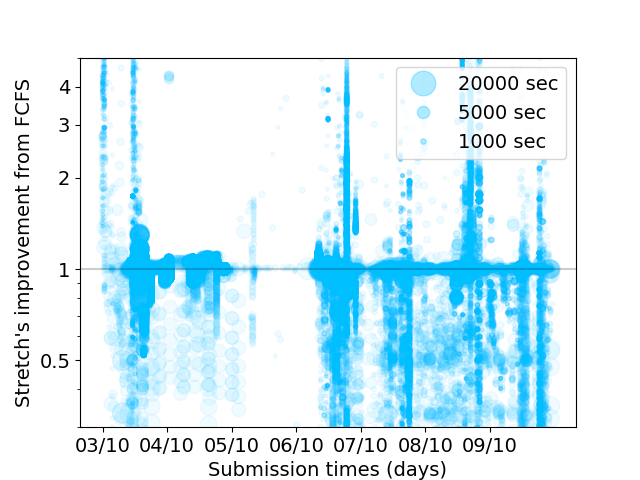 Stretch's improvement from FCFS
4
3
2
1
0.5
20000 sec
5000 sec
1000 sec
03/10 04/10 05/10 06/10 07/10 08/10 09/10
Submission times (days)